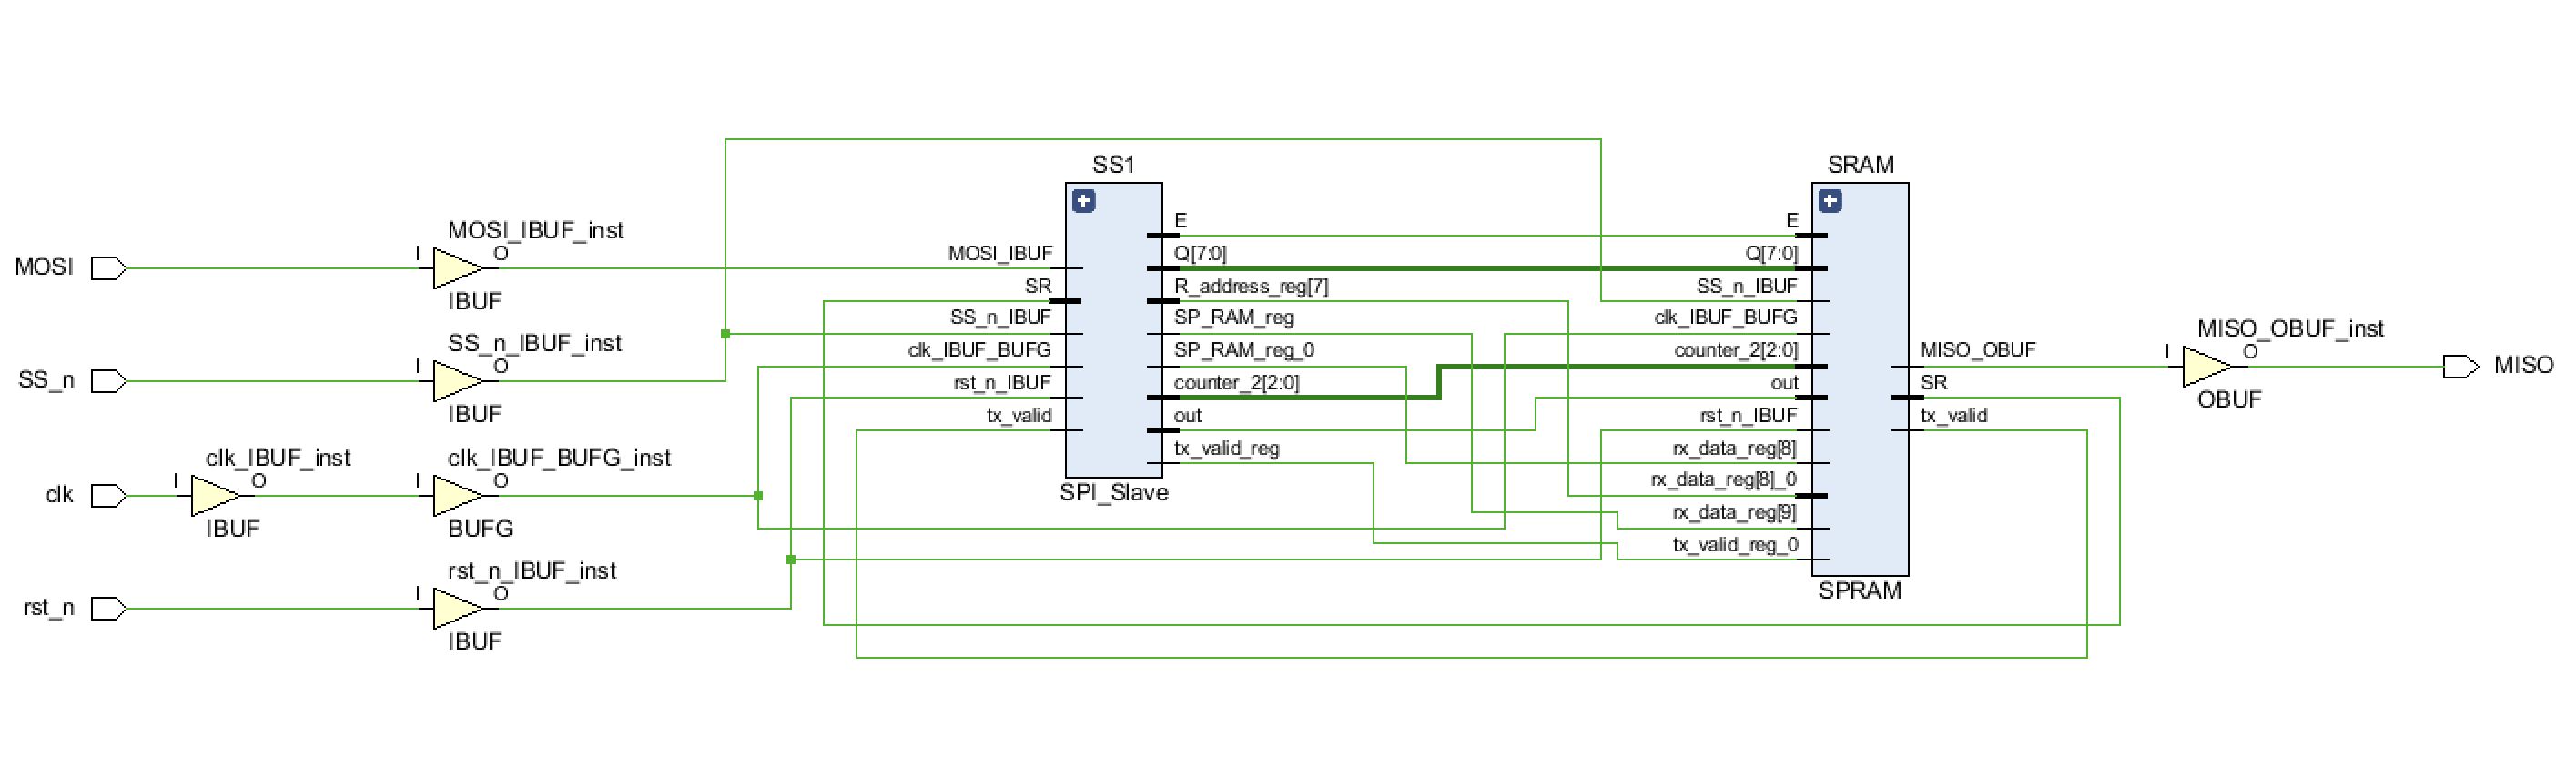 MOSI
SS_n
clk
rst_n
MOSI_IBUF_inst
I
O
IBUF
SS_n_IBUF_inst
I
O
IBUF
clk_IBUF_inst
I
O
IBUF
clk_IBUF_BUFG_inst
I
O
BUFG
rst_n_IBUF_inst
I
O
IBUF
SS1
MOSI_IBUF
SR
SS_n_IBUF
clk_IBUF_BUFG
rst_n_IBUF
tx_valid
E
Q[7:0]
R_address_reg[7]
SP_RAM_reg
SP_RAM_reg_0
counter_2[2:0]
out
tx_valid_reg
SPI_Slave
SRAM
E
Q[7:0]
SS_n_IBUF
clk_IBUF_BUFG
counter_2[2:0]
out
rst_n_IBUF
rx_data_reg[8]
rx_data_reg[8]_0
rx_data_reg[9]
tx_valid_reg_0
MISO_OBUF
SR
tx_valid
SPRAM
MISO_OBUF_inst
I
O
OBUF
MISO